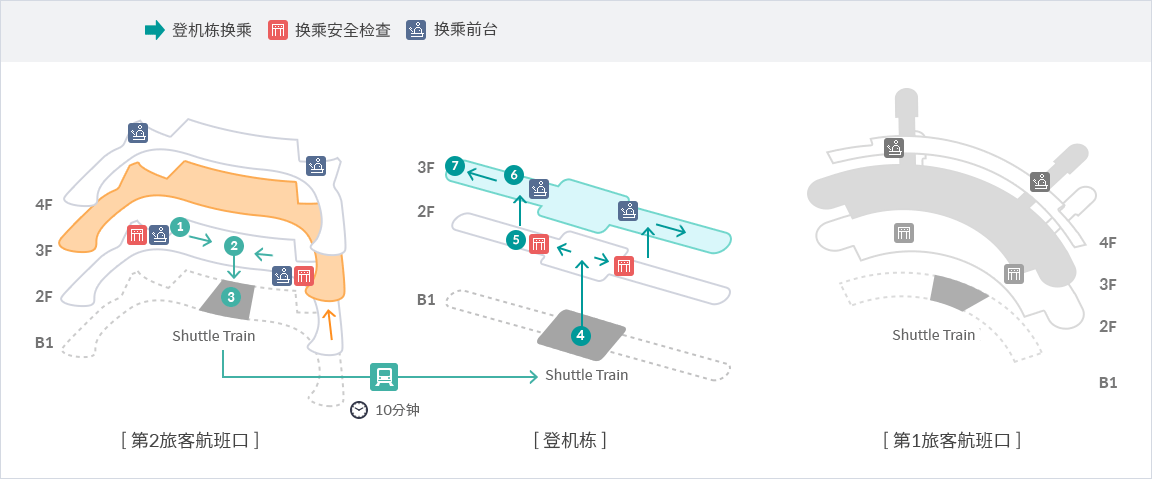 登机栋换乘 换乘安全检查 换乘前台
4F
3F
2F
B1
1
2
3
Shuttle Train
10分钟
[ 第2旅客航班口 ]
3F
2F
B1
7
6
5
4
Shuttle Train
[ 登机栋 ]
4F
3F
2F
B1
Shuttle Train
[ 第1旅客航班口 ]